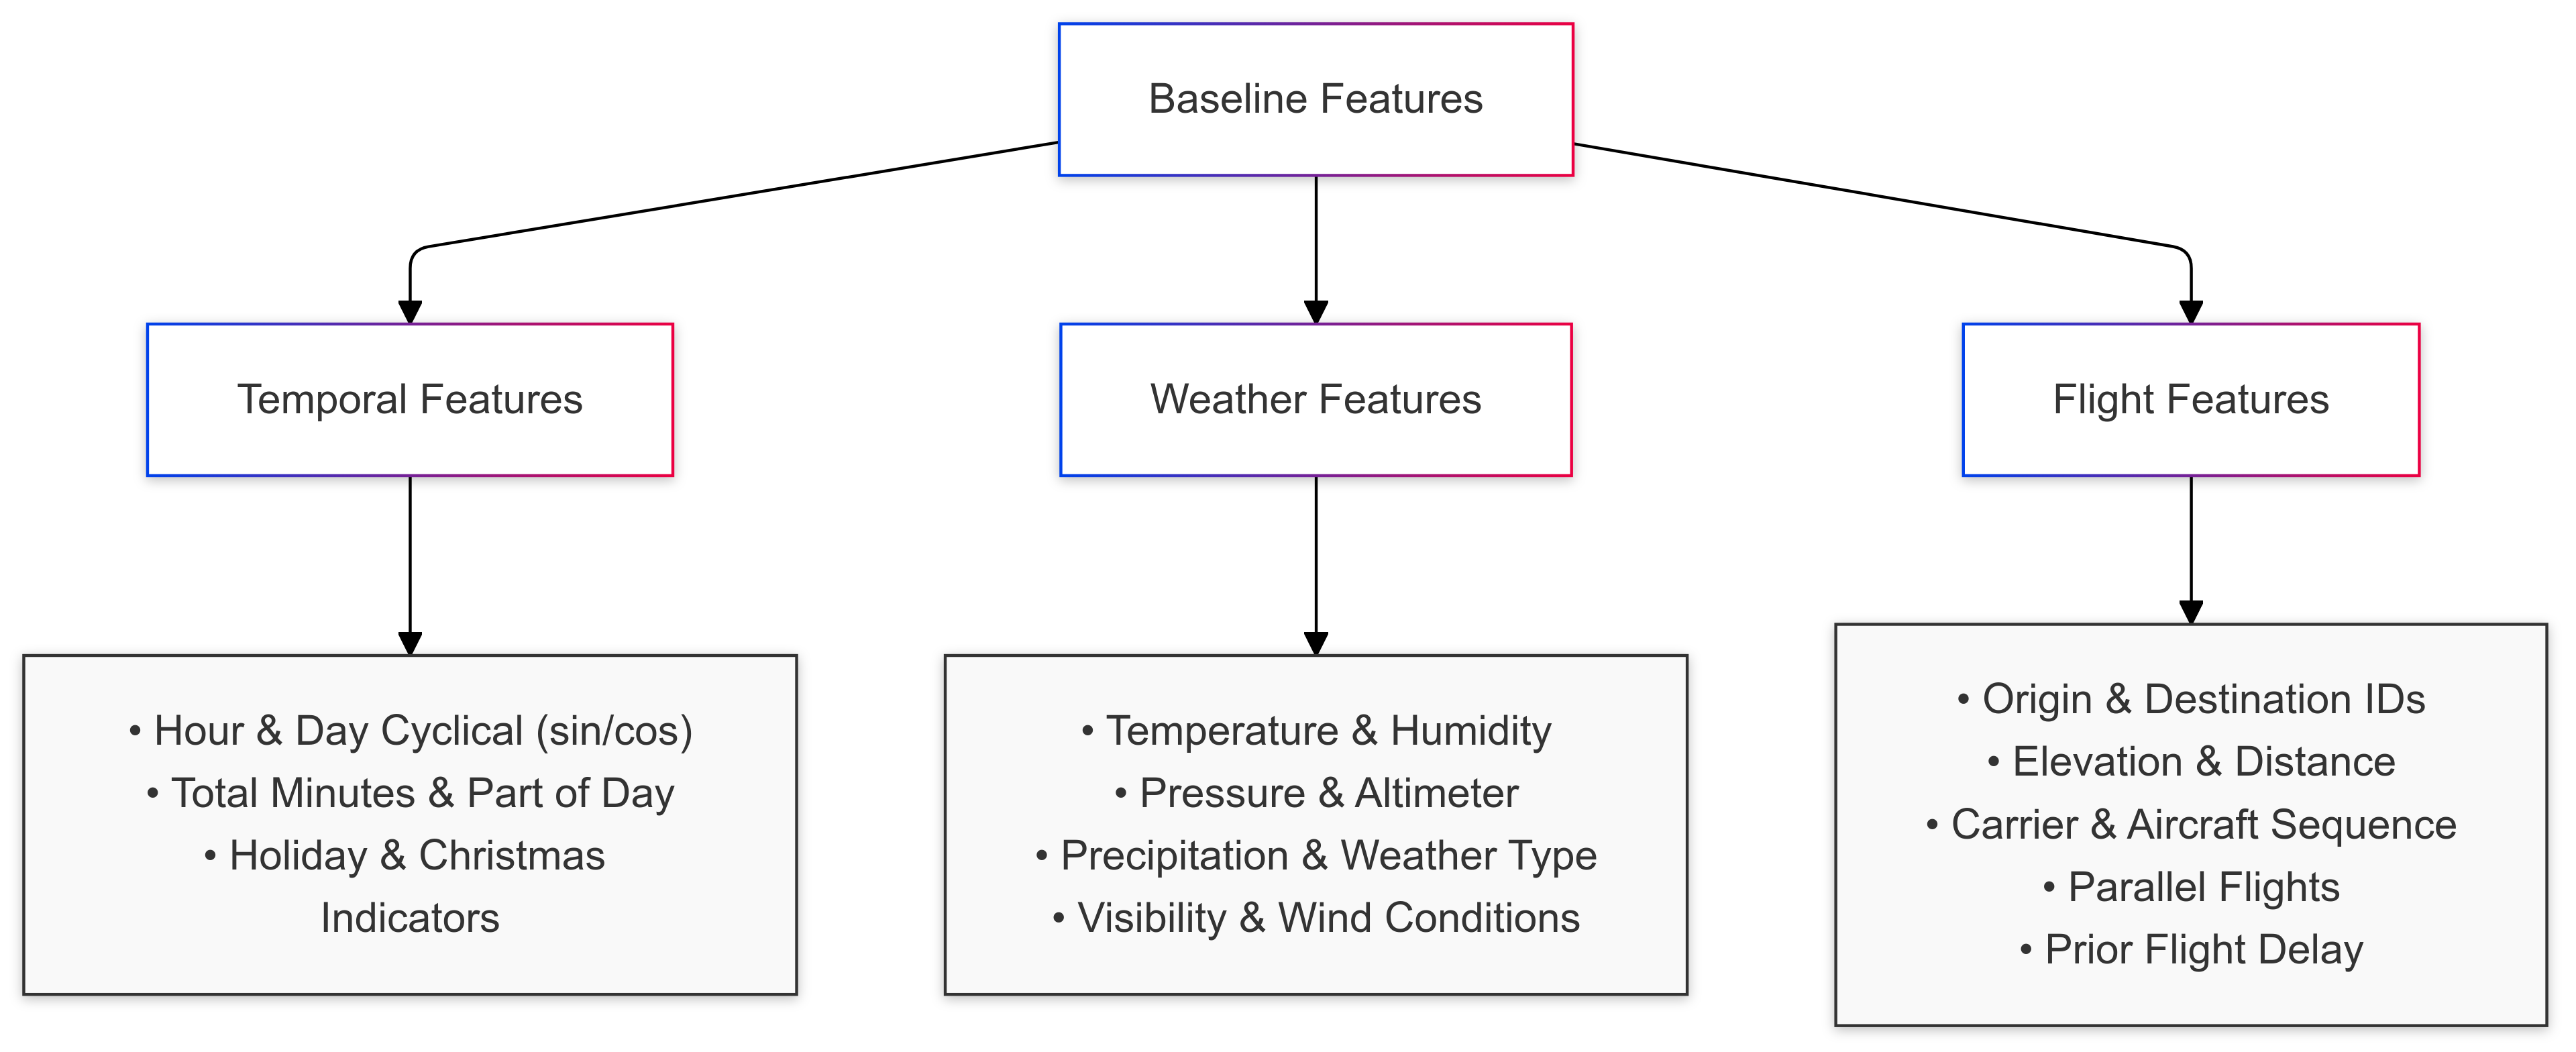 Baseline Features
Temporal Features
Weather Features
Flight Features
• Hour & Day Cyclical (sin/cos)
• Total Minutes & Part of Day
• Holiday & Christmas
Indicators
• Temperature & Humidity
• Pressure & Altimeter
• Precipitation & Weather Type
• Visibility & Wind Conditions
• Origin & Destination IDs
• Elevation & Distance
• Carrier & Aircraft Sequence
• Parallel Flights
• Prior Flight Delay